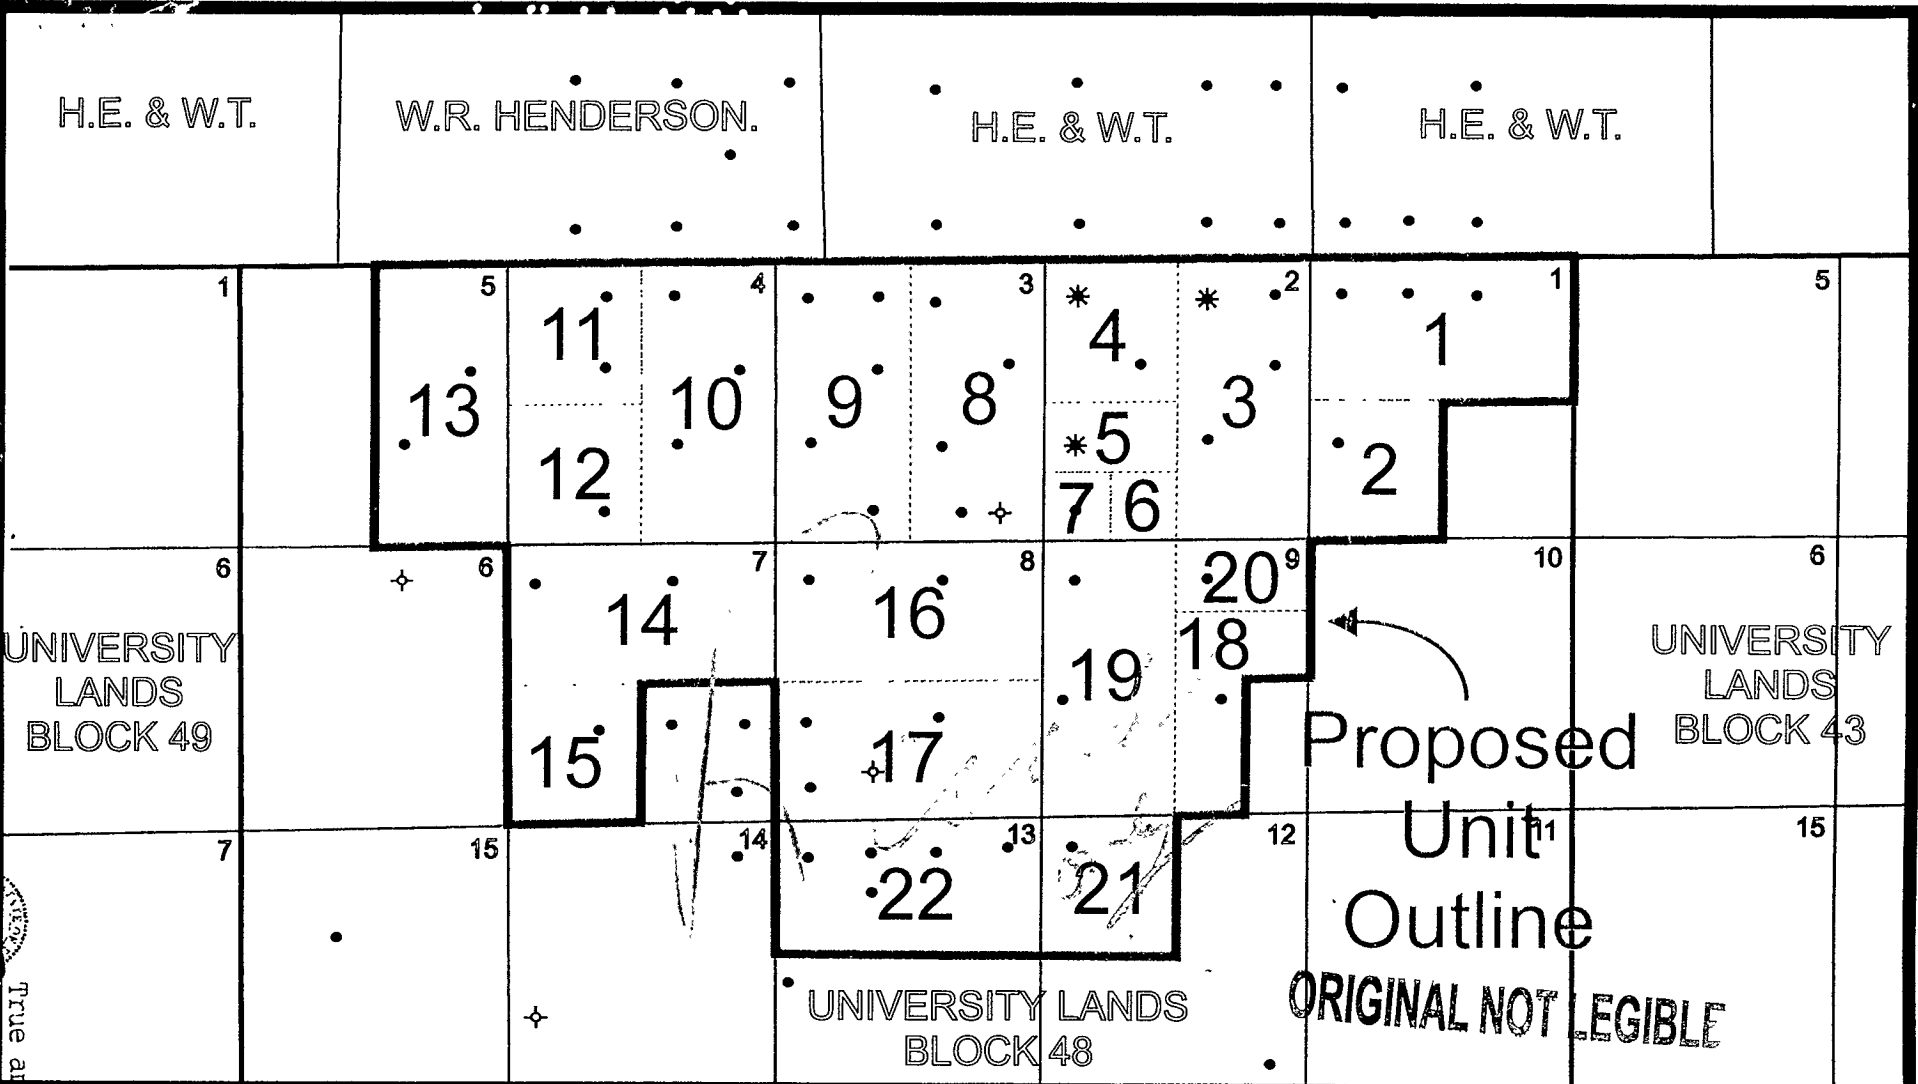 H.E. & W.T.
W.R. HENDERSON.
H.E. & W.T.
H.E. & W.T.
1
5
4
3
2
1
5
11
4
1
13
10
9
8
3
5
12
2
7
6
6
6
7
8
9
10
6
20
14
16
18
UNIVERSITY
LANDS
BLOCK 49
UNIVERSITY
LANDS
BLOCK 43
19
15
17
Proposed
Unit
Outline
7
15
14
13
12
11
15
22
21
ORIGINAL NOT LEGIBLE
UNIVERSITY LANDS
BLOCK 48
True